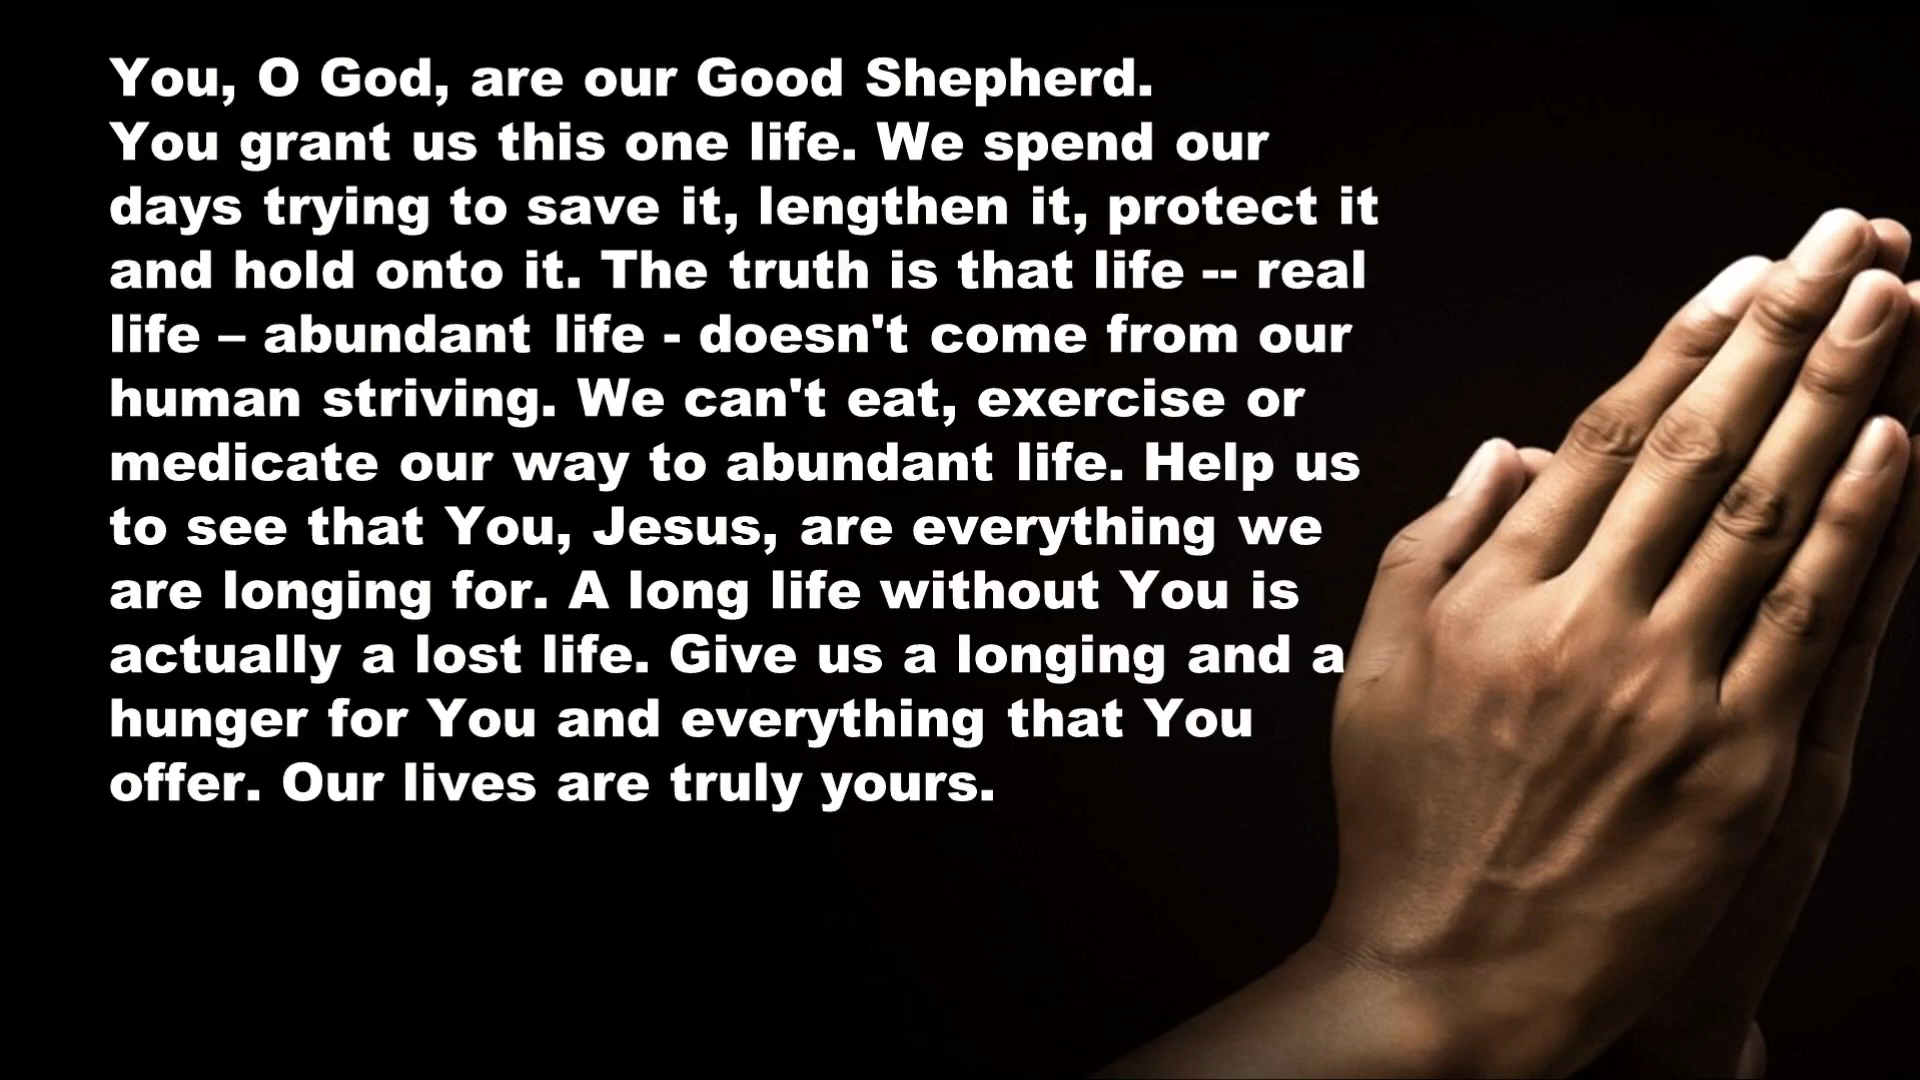 You, O God, are our Good Shepherd.
You grant us this one life. We spend our
days trying to save it, lengthen it, protect it
and hold onto it. The truth is that life -- real
life – abundant life - doesn't come from our
human striving. We can't eat, exercise or
medicate our way to abundant life. Help us
to see that You, Jesus, are everything we
are longing for. A long life without You is
actually a lost life. Give us a longing and a
hunger for You and everything that You
offer. Our lives are truly yours.